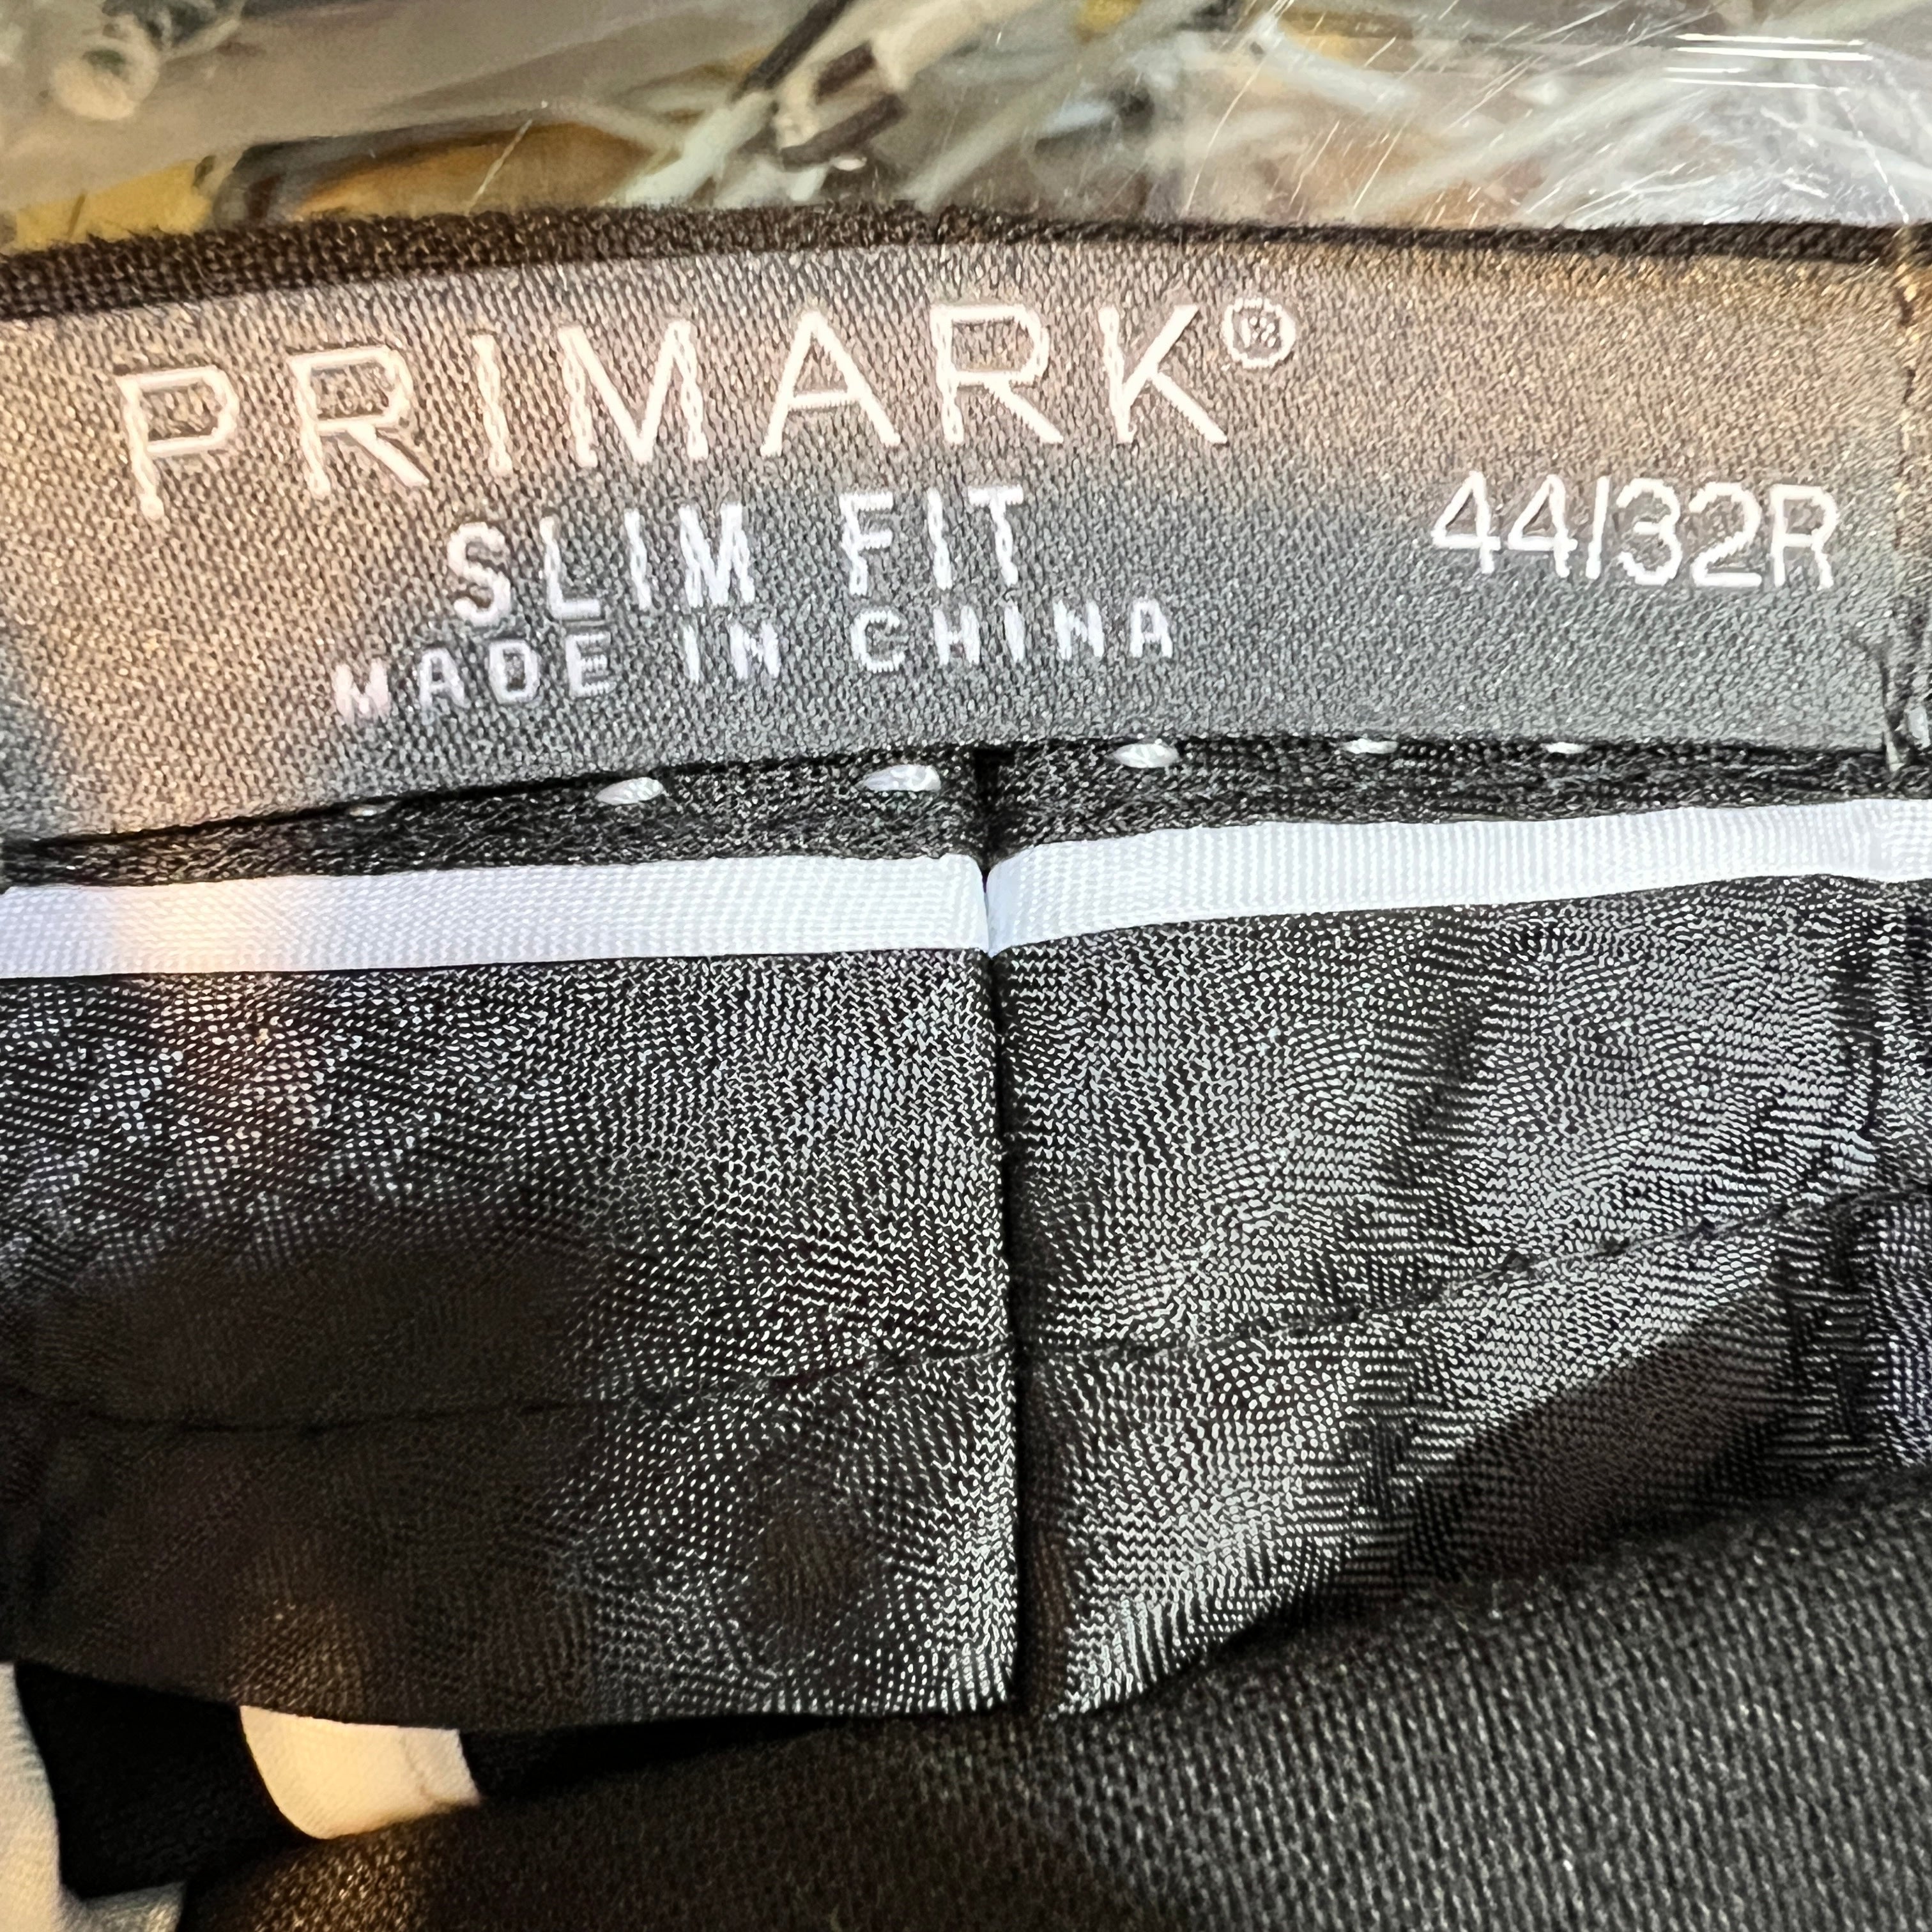 PRIMARK®
SLIM FIT
44/32R
MADE IN CHINA